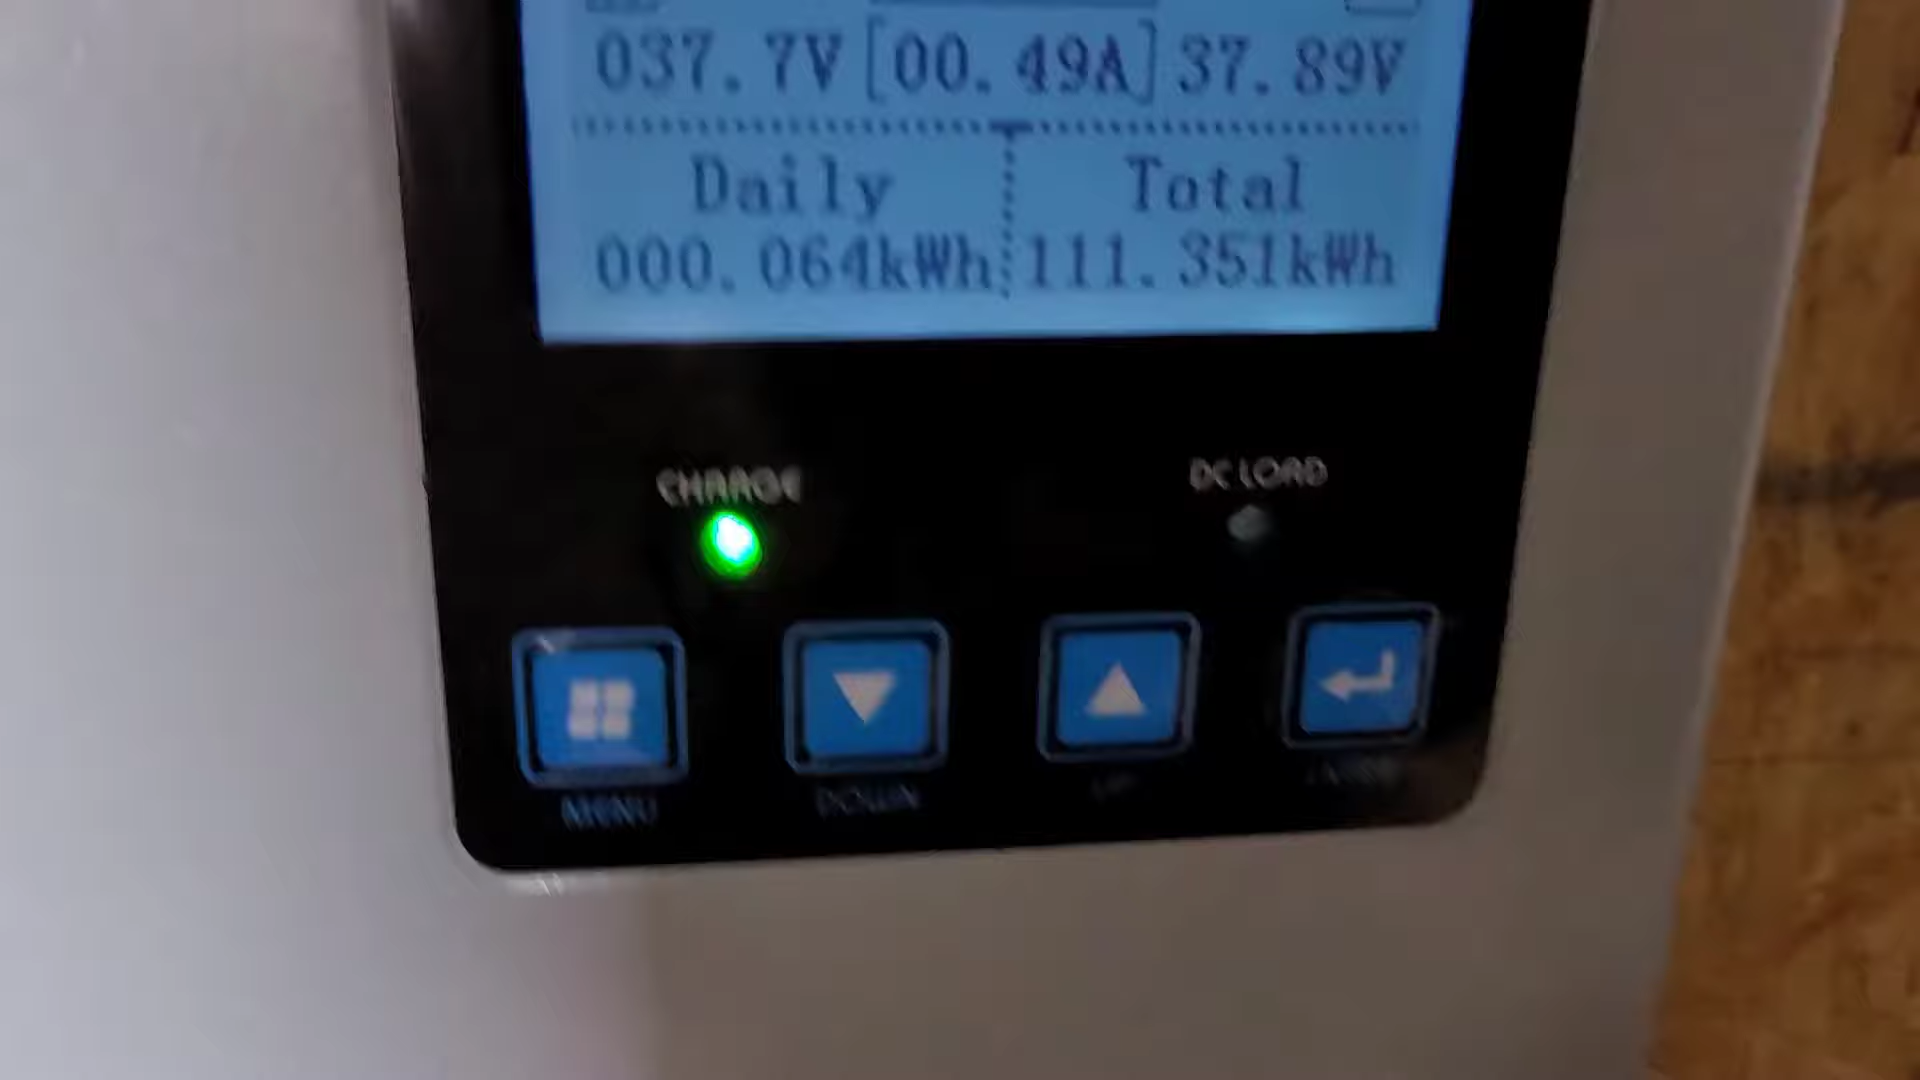 037.7V [00.49A] 37.89V
Daily Total
000.064kWh 111.351kWh
CHARGE DC LOAD
MENU DOWN UP